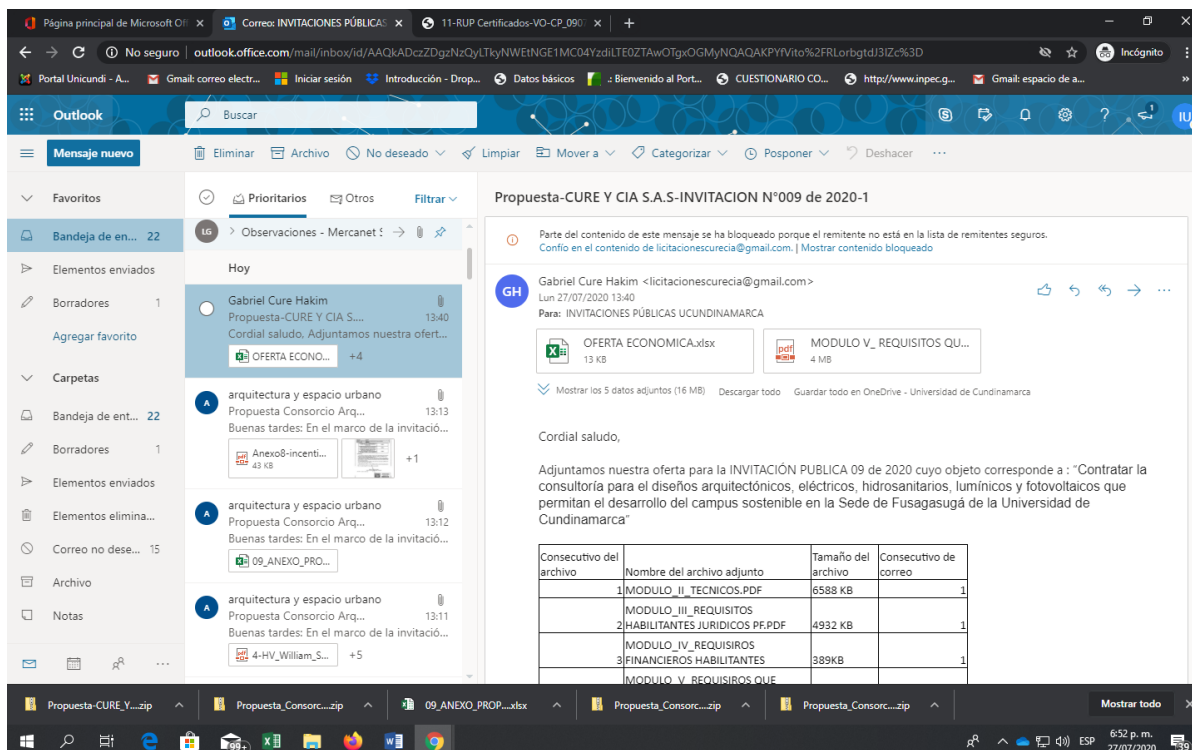 Página principal de Microsoft Ofi
Correo: INVITACIONES PÚBLICAS
11-RUP Certificados-VO-CP_0907
No seguro | outlook.office.com/mail/inbox/id/AAQkADczZDgzNzQyLTkyNWEtNGE1MC04YzdiLTE0ZTAwOTgxOGMyNQAQAKPYfVito%2FRLorbgtdJ3IZc%3D
Incógnito
Portal Unicundi - A...
Gmail: correo electr...
Iniciar sesión
Introducción - Drop...
Datos básicos
.: Bienvenido al Port...
CUESTIONARIO CO...
http://www.inpec.g...
Gmail: espacio de a...
»
Outlook
Buscar
1
IU
Mensaje nuevo
Eliminar
Archivo
No deseado
Limpiar
Mover a
Categorizar
Posponer
Deshacer
...
Favoritos
Bandeja de en... 22
Elementos enviados
Borradores 1
Agregar favorito
Carpetas
Bandeja de ent... 22
Borradores 1
Elementos enviados
Elementos elimina...
Correo no dese... 15
Archivo
Notas
...
Prioritarios
Otros
Filtrar
LG
Observaciones - Mercanet S
Hoy
Gabriel Cure Hakim
Propuesta-CURE Y CIA S.... 13:40
Cordial saludo, Adjuntamos nuestra ofert...
OFERTA ECONO... +4
A
arquitectura y espacio urbano
Propuesta Consorcio Arq... 13:13
Buenas tardes: En el marco de la invitació...
Anexo8-incenti...
43 KB
+1
A
arquitectura y espacio urbano
Propuesta Consorcio Arq... 13:12
Buenas tardes: En el marco de la invitació...
09_ANEXO_PRO...
A
arquitectura y espacio urbano
Propuesta Consorcio Arq... 13:11
Buenas tardes: En el marco de la invitació...
4-HV_William_S... +5
Propuesta-CURE Y CIA S.A.S-INVITACION N°009 de 2020-1
Parte del contenido de este mensaje se ha bloqueado porque el remitente no está en la lista de remitentes seguros.
Confío en el contenido de licitacionescurecia@gmail.com. | Mostrar contenido bloqueado
GH
Gabriel Cure Hakim <licitacionescurecia@gmail.com>
Lun 27/07/2020 13:40
Para: INVITACIONES PÚBLICAS UCUNDINAMARCA
...
OFERTA ECONOMICA.xlsx
13 KB
pdf
MODULO V_ REQUISITOS QU...
4 MB
Mostrar los 5 datos adjuntos (16 MB) Descargar todo Guardar todo en OneDrive - Universidad de Cundinamarca
Cordial saludo,
Adjuntamos nuestra oferta para la INVITACIÓN PUBLICA 09 de 2020 cuyo objeto corresponde a : “Contratar la
consultoría para el diseños arquitectónicos, eléctricos, hidrosanitarios, lumínicos y fotovoltaicos que
permitan el desarrollo del campus sostenible en la Sede de Fusagasugá de la Universidad de
Cundinamarca”
Consecutivo del archivo Nombre del archivo adjunto Tamaño del archivo Consecutivo de correo
1 MODULO_II_TECNICOS.PDF 6588 KB 1
2 MODULO_III_REQUISITOS HABILITANTES JURIDICOS PF.PDF 4932 KB 1
3 MODULO_IV_REQUISIROS FINANCIEROS HABILITANTES 389KB 1
MODULO_V_REQUISIROS QUE
Propuesta-CURE_Y....zip
Propuesta_Consorc....zip
09_ANEXO_PROP....xlsx
Propuesta_Consorc....zip
Propuesta_Consorc....zip
Mostrar todo
99+
ESP
6:52 p. m.
27/07/2020